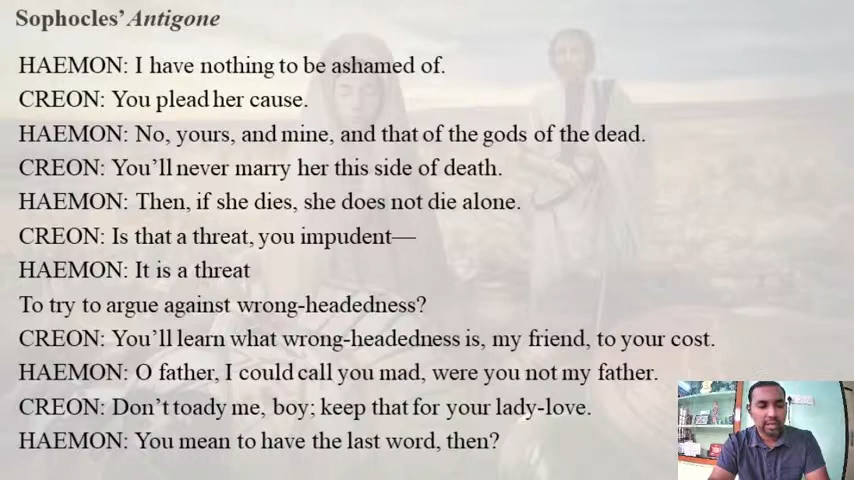 Sophocles’ Antigone
HAEMON: I have nothing to be ashamed of.
CREON: You plead her cause.
HAEMON: No, yours, and mine, and that of the gods of the dead.
CREON: You’ll never marry her this side of death.
HAEMON: Then, if she dies, she does not die alone.
CREON: Is that a threat, you impudent—
HAEMON: It is a threat
To try to argue against wrong-headedness?
CREON: You’ll learn what wrong-headedness is, my friend, to your cost.
HAEMON: O father, I could call you mad, were you not my father.
CREON: Don’t toady me, boy; keep that for your lady-love.
HAEMON: You mean to have the last word, then?